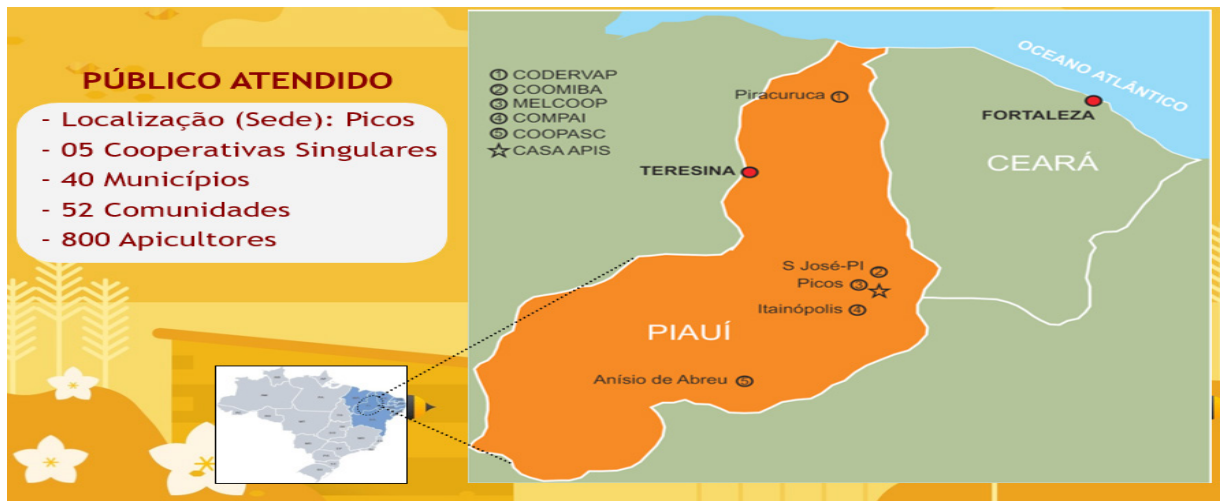 PÚBLICO ATENDIDO
- Localização (Sede): Picos
- 05 Cooperativas Singulares
- 40 Municípios
- 52 Comunidades
- 800 Apicultores
① CODERVAP
② COOMIBA
③ MELCOOP
④ COMPAI
⑤ COOPASC
☆ CASA APIS
OCEANO ATLÂNTICO
Piracuruca ①
FORTALEZA
CEARÁ
TERESINA
S José-PI ②
Picos ③
Itainópolis ④
PIAUÍ
Anísio de Abreu ⑤